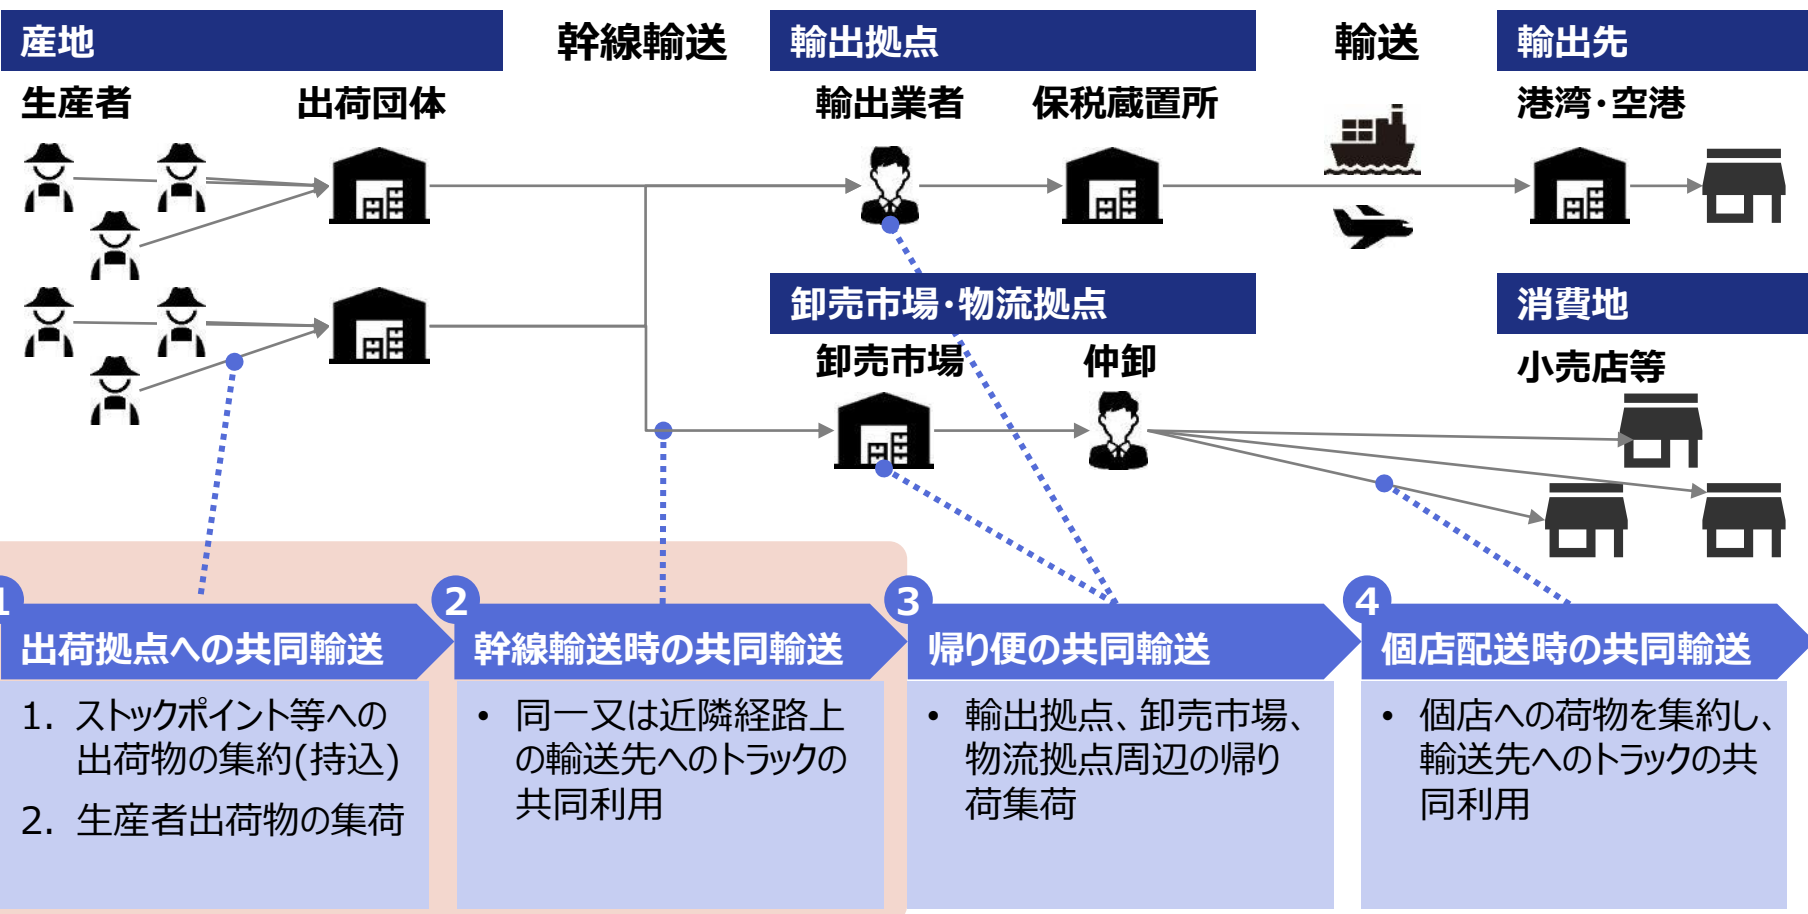 産地
幹線輸送
輸出拠点
輸送
輸出先
生産者
出荷団体
輸出業者
保税蔵置所
港湾・空港
卸売市場・物流拠点
消費地
卸売市場
仲卸
小売店等
1
出荷拠点への共同輸送
1. ストックポイント等への
出荷物の集約(持込)
2. 生産者出荷物の集荷
2
幹線輸送時の共同輸送
• 同一又は近隣経路上
の輸送先へのトラックの
共同利用
3
帰り便の共同輸送
• 輸出拠点、卸売市場、
物流拠点周辺の帰り
荷集荷
4
個店配送時の共同輸送
• 個店への荷物を集約し、
輸送先へのトラックの共
同利用